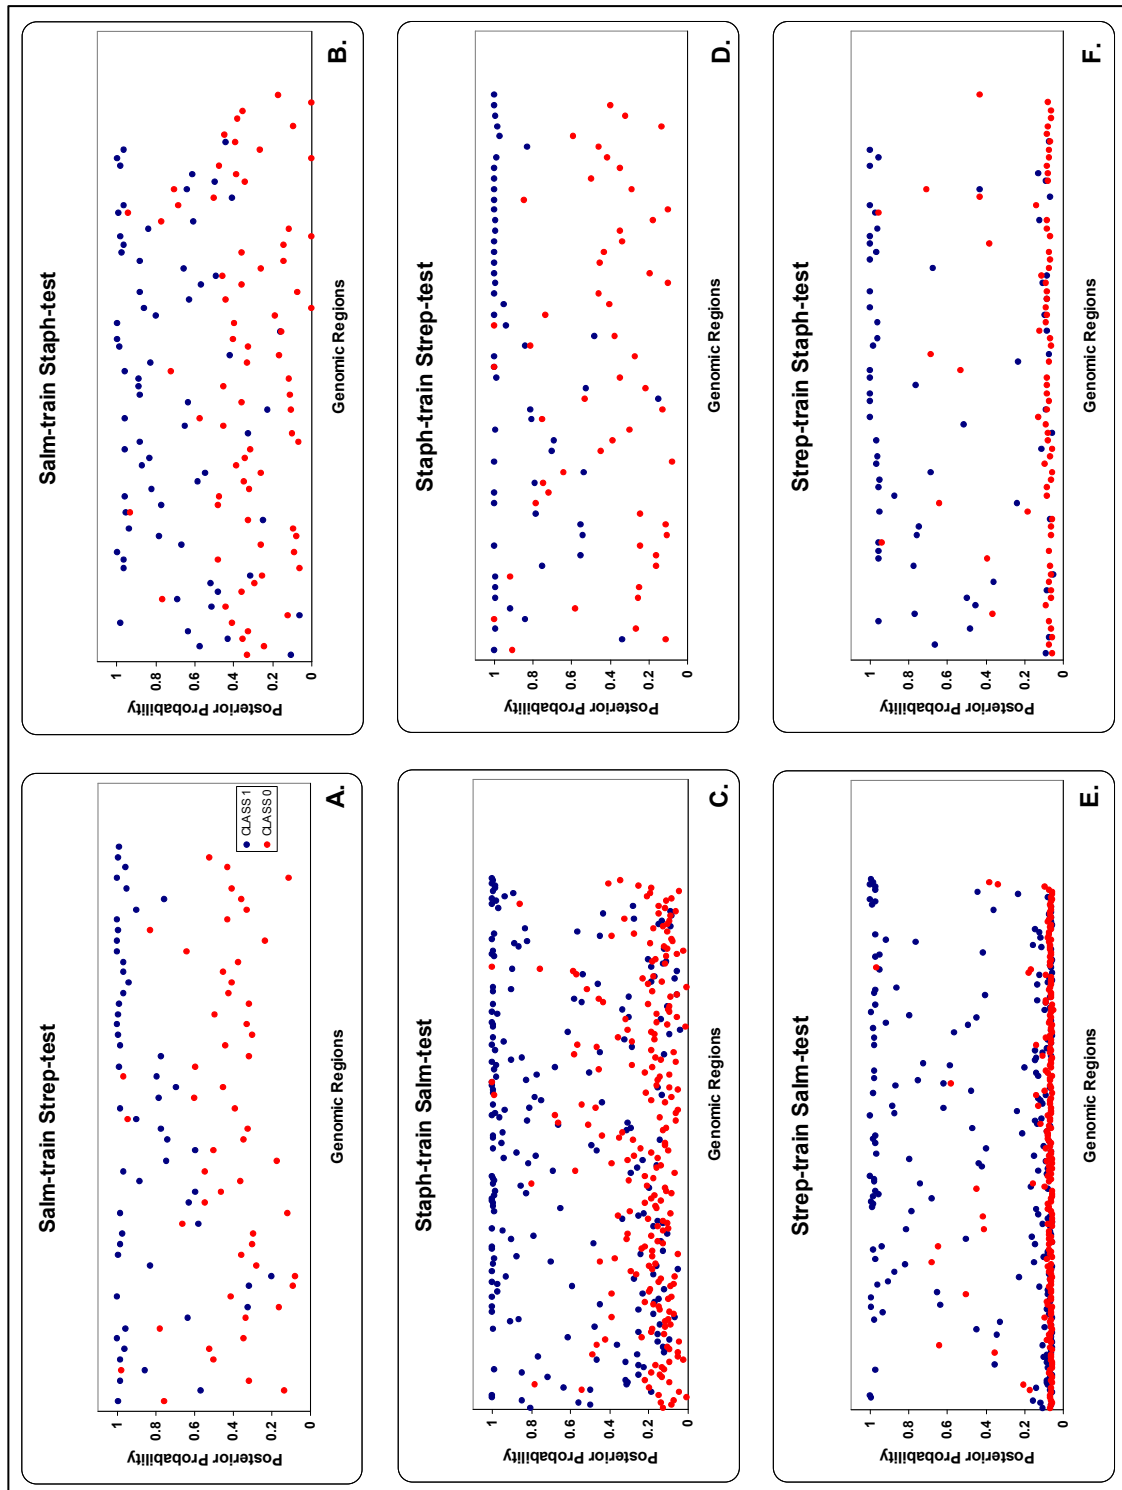 Salm-train Strep-test
Posterior Probability
1
0.8
0.6
0.4
0.2
0
Genomic Regions
CLASS 1
CLASS 0
A.
Salm-train Staph-test
Posterior Probability
1
0.8
0.6
0.4
0.2
0
Genomic Regions
B.
Staph-train Salm-test
Posterior Probability
1
0.8
0.6
0.4
0.2
0
Genomic Regions
C.
Staph-train Strep-test
Posterior Probability
1
0.8
0.6
0.4
0.2
0
Genomic Regions
D.
Strep-train Salm-test
Posterior Probability
1
0.8
0.6
0.4
0.2
0
Genomic Regions
E.
Strep-train Staph-test
Posterior Probability
1
0.8
0.6
0.4
0.2
0
Genomic Regions
F.